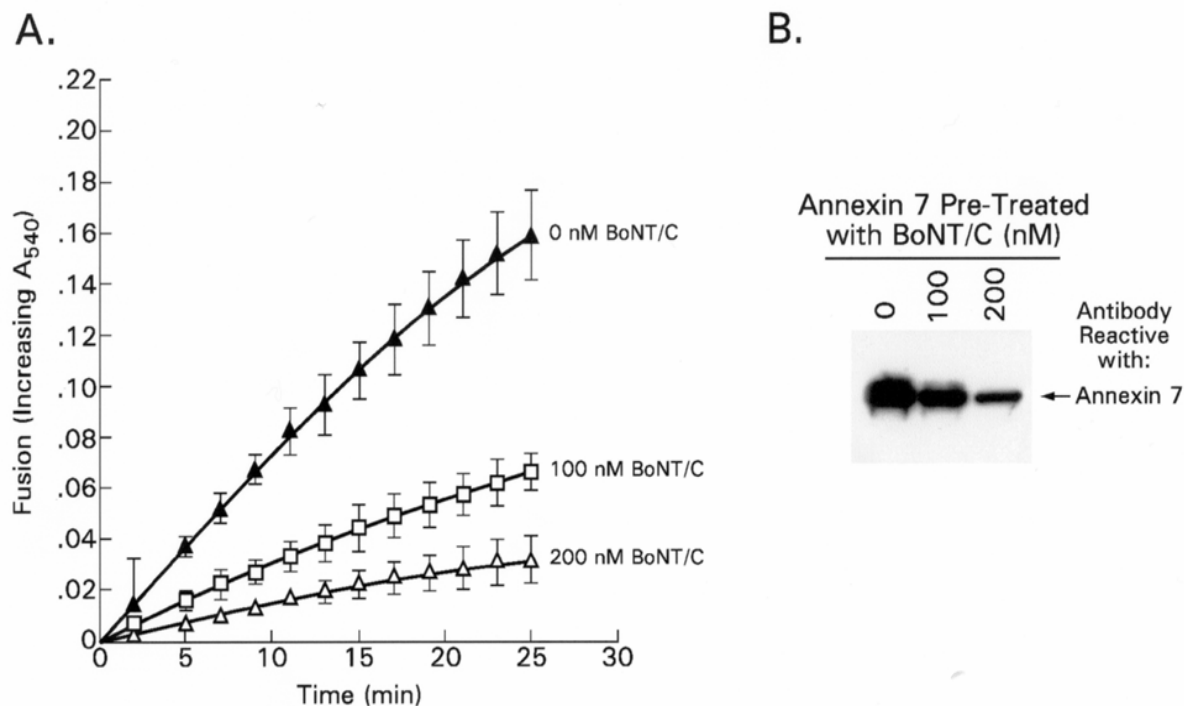 A.
.22
.20
.18
.16
.14
.12
.10
.08
.06
.04
.02
0
Fusion (Increasing A540)
0 nM BoNT/C
100 nM BoNT/C
200 nM BoNT/C
0 5 10 15 20 25 30
Time (min)
B.
Annexin 7 Pre-Treated
with BoNT/C (nM)
0 100 200
Antibody
Reactive
with:
Annexin 7